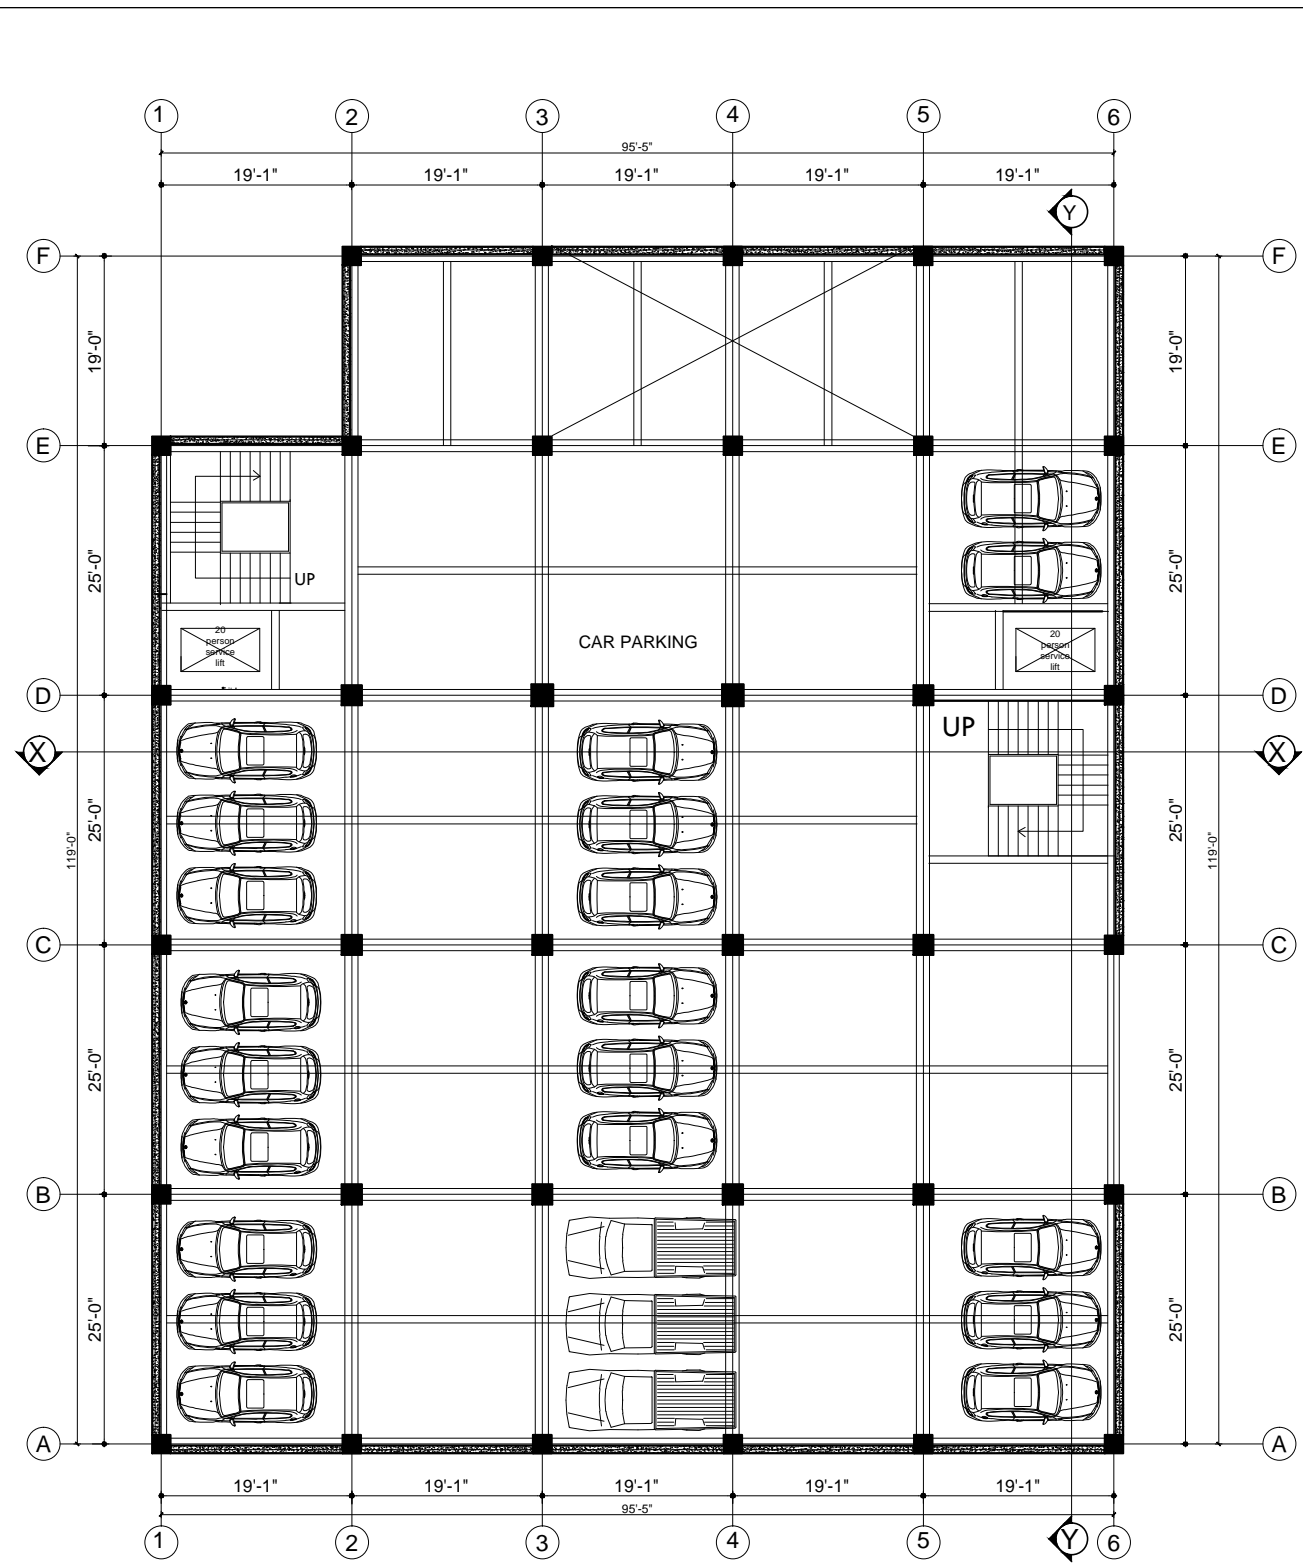 1 2 3 4 5 6
95'-5"
19'-1" 19'-1" 19'-1" 19'-1" 19'-1"
Y
F F
19'-0" 19'-0"
E E
25'-0" 25'-0"
UP
20 20
person person
service service
lift lift
CAR PARKING
D D
UP
X X
25'-0" 25'-0"
119'-0" 119'-0"
C C
25'-0" 25'-0"
B B
25'-0" 25'-0"
A A
19'-1" 19'-1" 19'-1" 19'-1" 19'-1"
95'-5"
1 2 3 4 5 Y 6